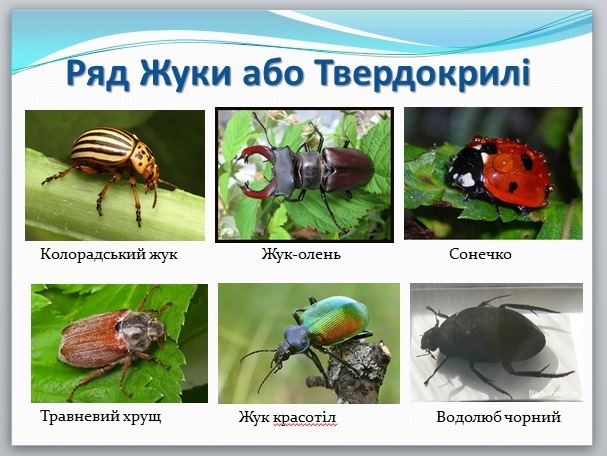 Ряд Жуки або Твердокрилі
Колорадський жук
Жук-олень
Сонечко
Травневий хрущ
Жук красотіл
Водолюб чорний